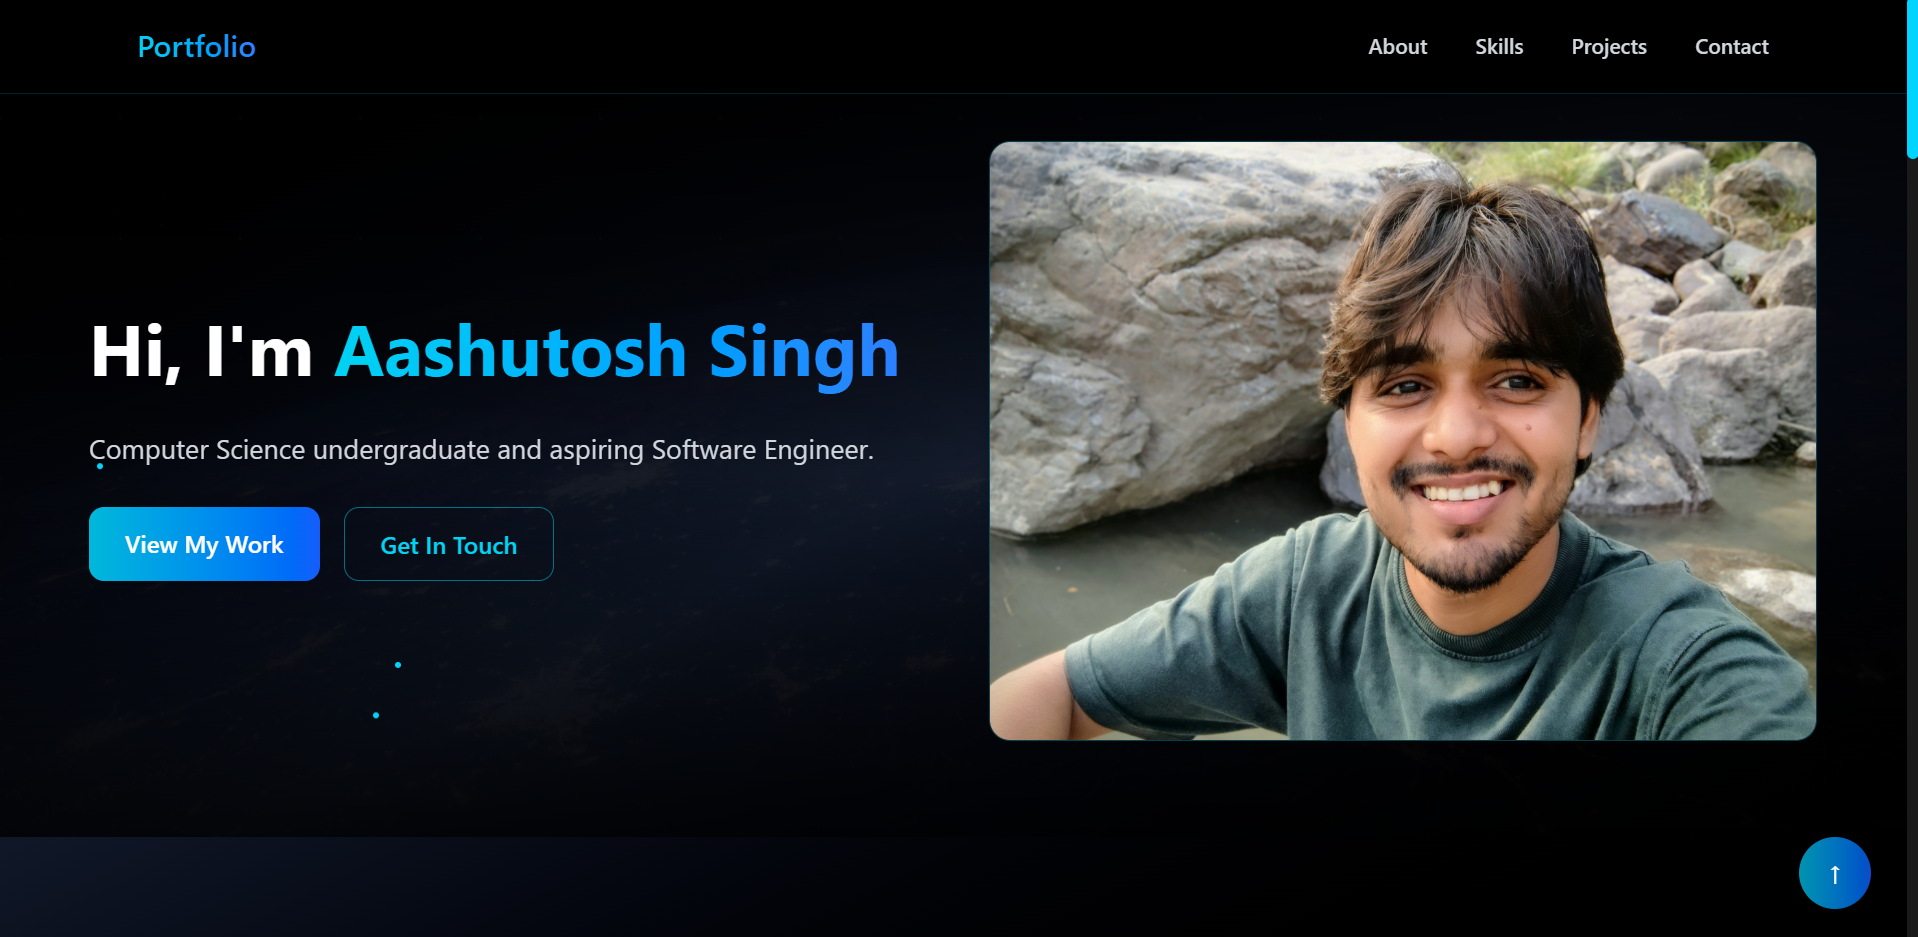 Portfolio
About Skills Projects Contact
Hi, I'm Aashutosh Singh
Computer Science undergraduate and aspiring Software Engineer.
View My Work
Get In Touch
↑